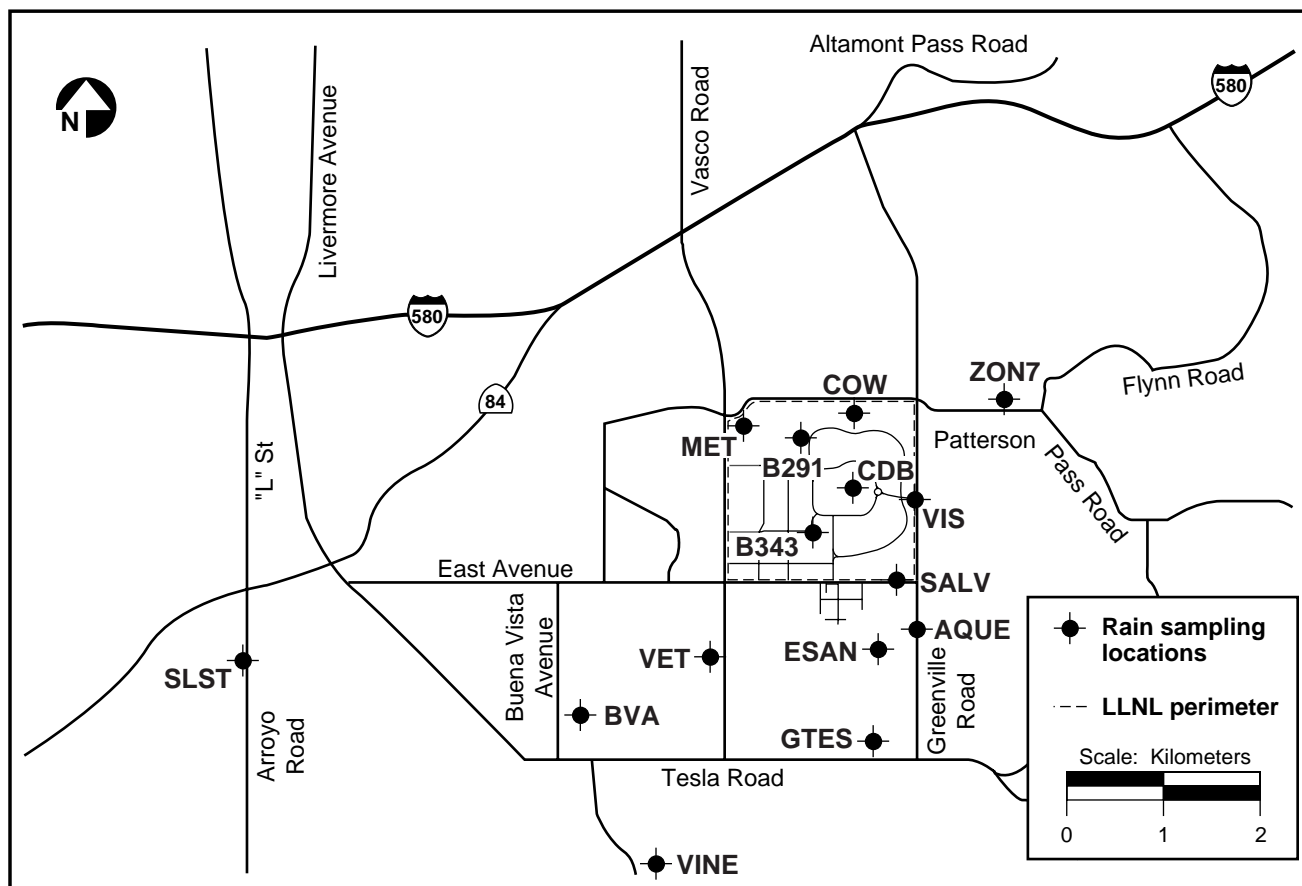 Altamont Pass Road
580
N
Livermore Avenue
Vasco Road
580
84
COW
ZON7
Flynn Road
MET
Patterson
Pass Road
B291
CDB
"L" St
VIS
B343
East Avenue
SALV
Buena Vista
Avenue
AQUE
VET
ESAN
SLST
Greenville
Road
BVA
Arroyo
Road
GTES
Tesla Road
VINE
Rain sampling
locations
LLNL perimeter
Scale: Kilometers
0 1 2